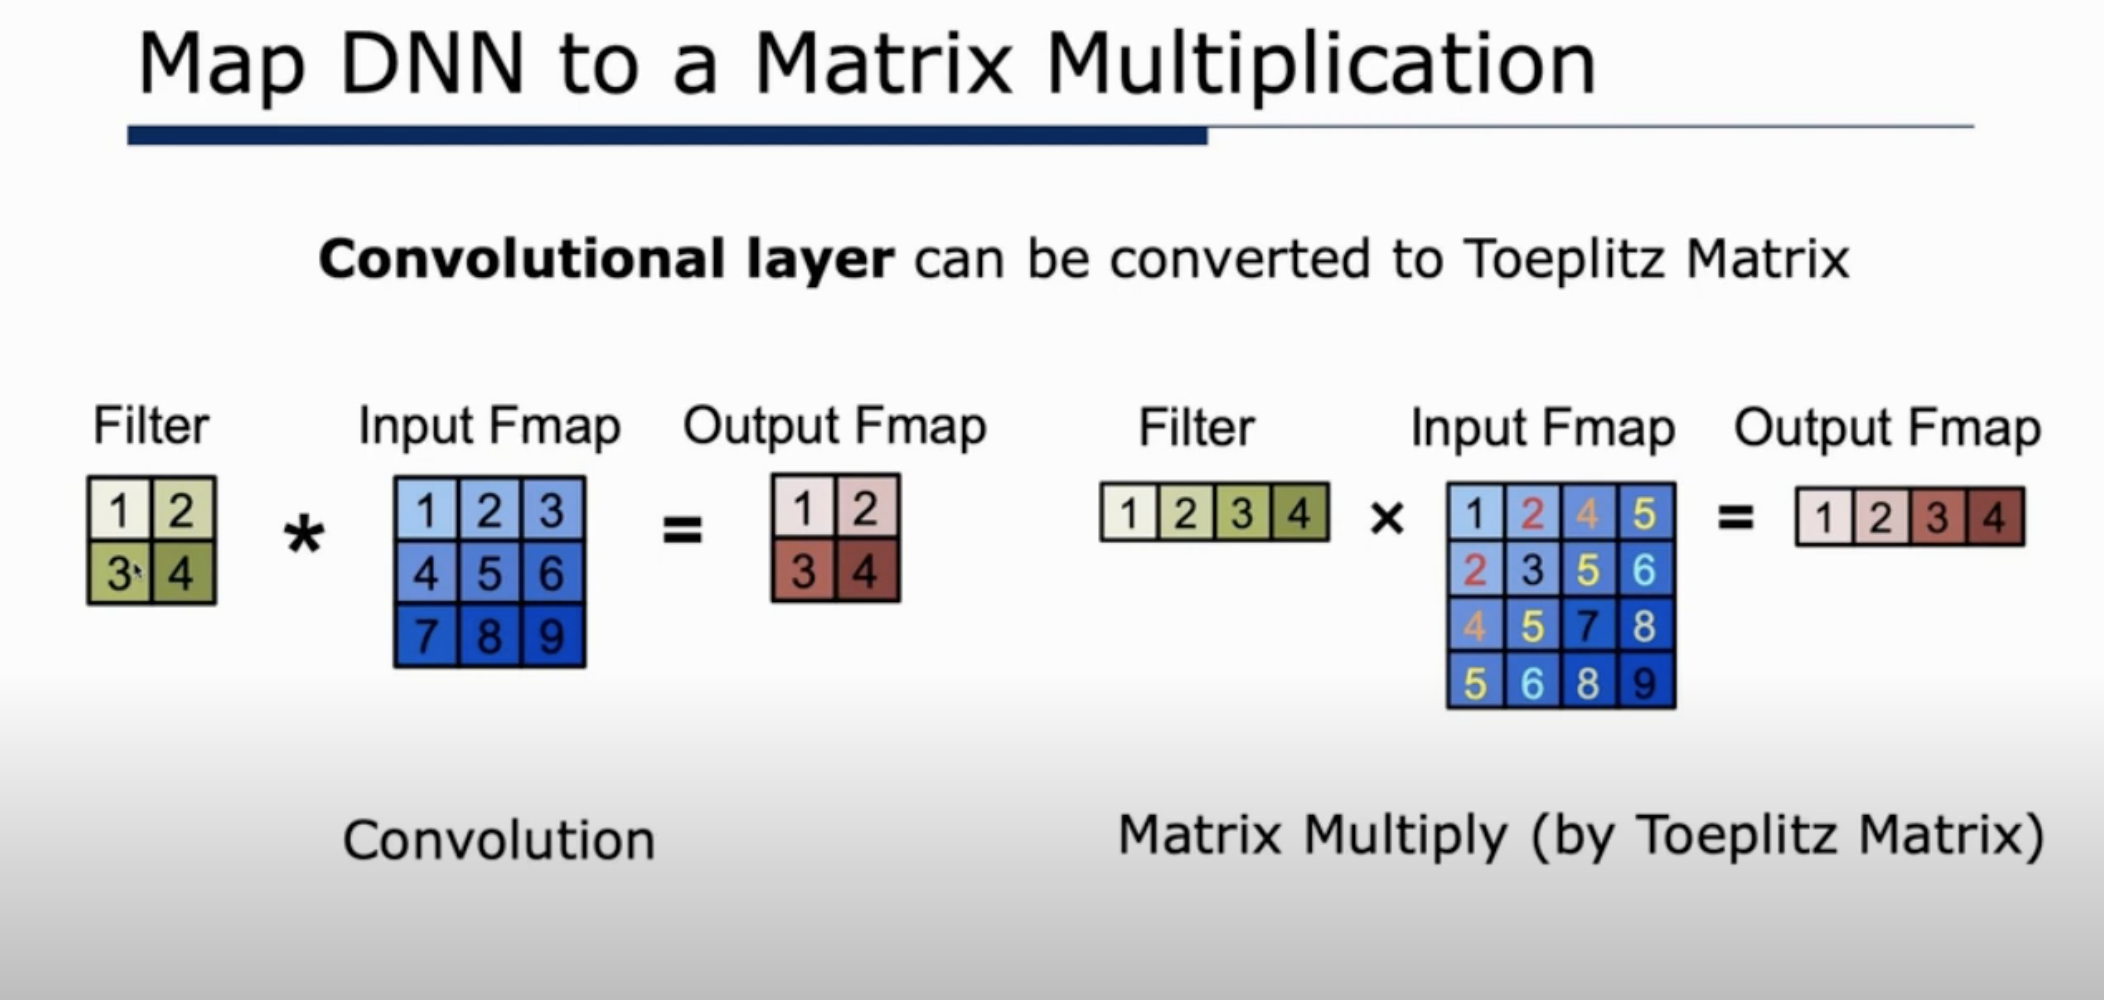 Map DNN to a Matrix Multiplication
Convolutional layer can be converted to Toeplitz Matrix
Filter Input Fmap Output Fmap
1 2 * 1 2 3 = 1 2
3 4 4 5 6 3 4
7 8 9
Convolution
Filter Input Fmap Output Fmap
1 2 3 4 × 1 2 4 5 = 1 2 3 4
2 3 5 6
4 5 7 8
5 6 8 9
Matrix Multiply (by Toeplitz Matrix)